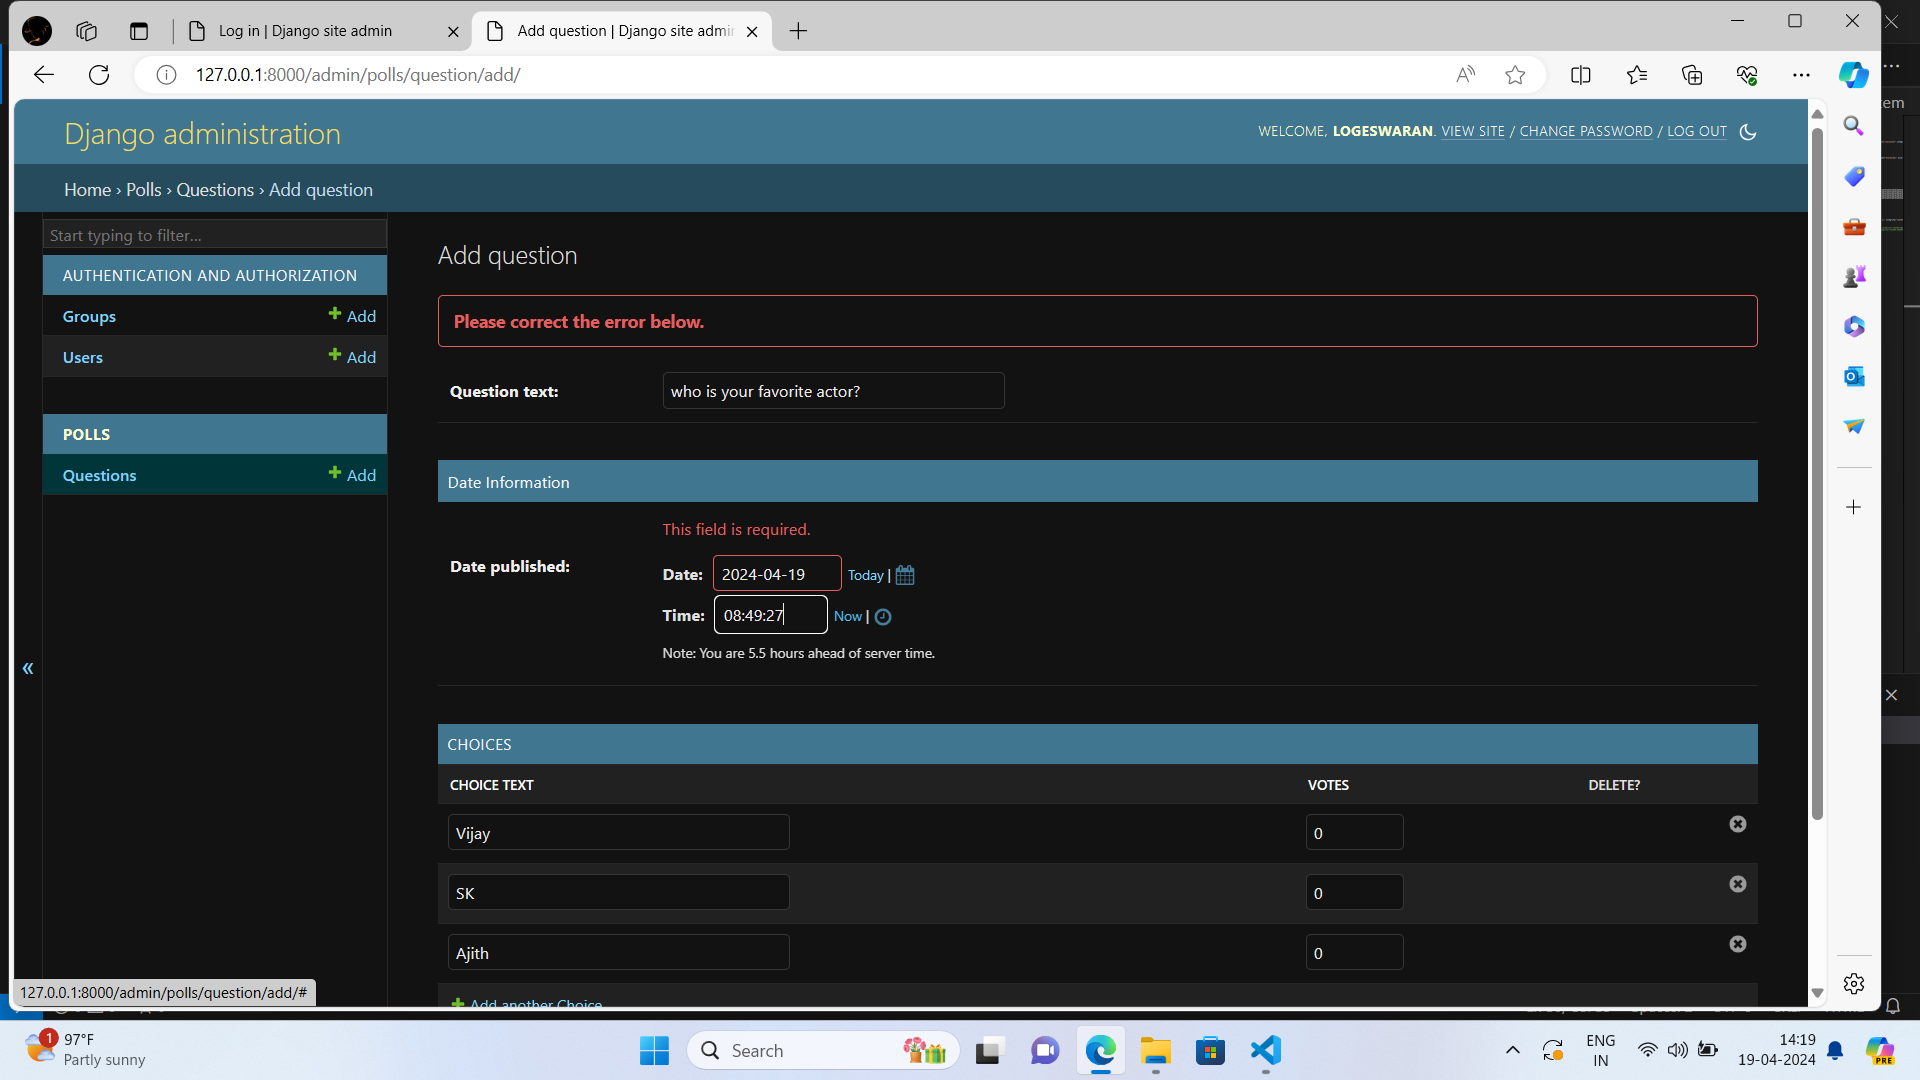 Log in | Django site admin
Add question | Django site admin
127.0.0.1:8000/admin/polls/question/add/
Django administration
WELCOME, LOGESWARAN. VIEW SITE / CHANGE PASSWORD / LOG OUT
Home › Polls › Questions › Add question
Start typing to filter...
AUTHENTICATION AND AUTHORIZATION
Groups + Add
Users + Add
POLLS
Questions + Add
«
Add question
Please correct the error below.
Question text: who is your favorite actor?
Date Information
This field is required.
Date published:
Date: 2024-04-19 Today |
Time: 08:49:27 Now |
Note: You are 5.5 hours ahead of server time.
CHOICES
CHOICE TEXT VOTES DELETE?
Vijay 0
SK 0
Ajith 0
+ Add another Choice
127.0.0.1:8000/admin/polls/question/add/#
1
97°F
Partly sunny
Search
ENG
IN
14:19
19-04-2024
PRE